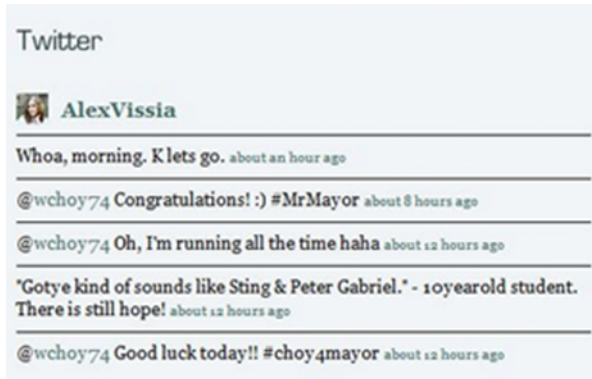 Twitter
AlexVissia
Whoa, morning. K lets go. about an hour ago
@wchoy74 Congratulations! :) #MrMayor about 8 hours ago
@wchoy74 Oh, I'm running all the time haha about 12 hours ago
"Gotye kind of sounds like Sting & Peter Gabriel." - 10yearold student.
There is still hope! about 12 hours ago
@wchoy74 Good luck today!! #choy4mayor about 12 hours ago